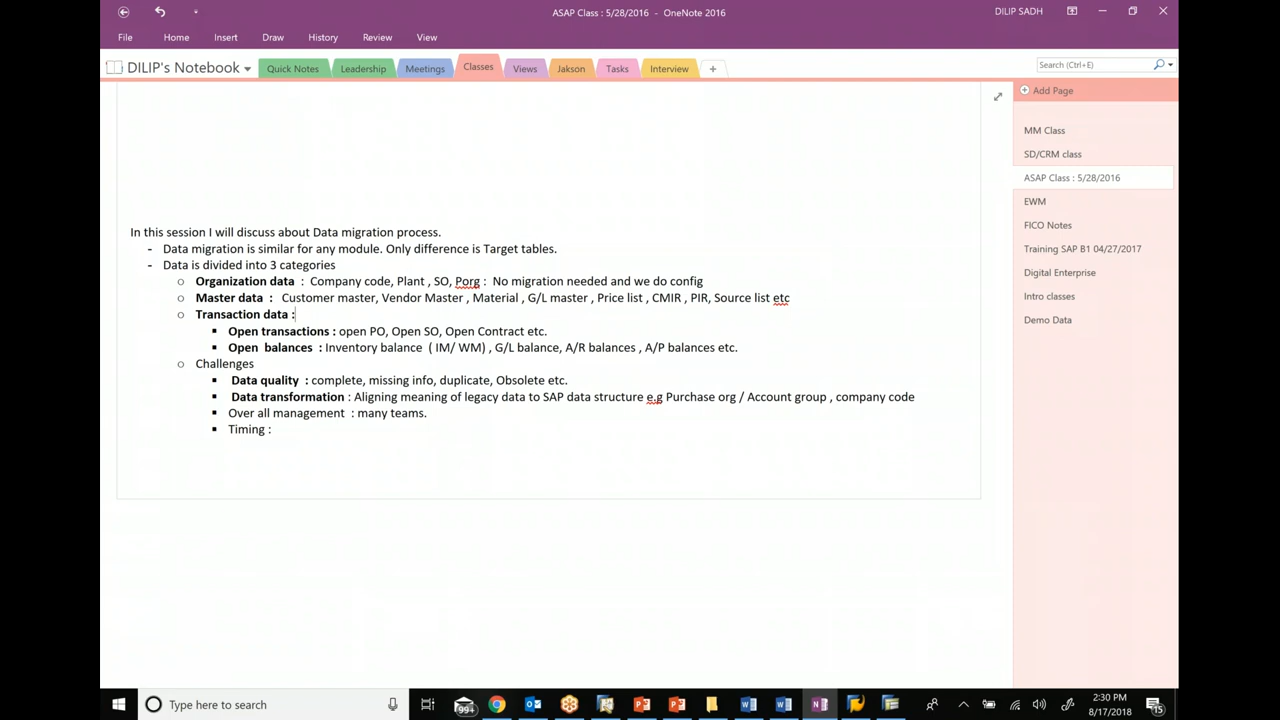 ASAP Class : 5/28/2016 - OneNote 2016
DILIP SADH
File Home Insert Draw History Review View
DILIP's Notebook Quick Notes Leadership Meetings Classes Views Jakson Tasks Interview + Search (Ctrl+E)
Add Page
MM Class
SD/CRM class
ASAP Class : 5/28/2016
EWM
FICO Notes
Training SAP B1 04/27/2017
Digital Enterprise
Intro classes
Demo Data
In this session I will discuss about Data migration process.
- Data migration is similar for any module. Only difference is Target tables.
- Data is divided into 3 categories
○ Organization data : Company code, Plant , SO, Porg : No migration needed and we do config
○ Master data : Customer master, Vendor Master , Material , G/L master , Price list , CMIR , PIR, Source list etc
○ Transaction data :
▪ Open transactions : open PO, Open SO, Open Contract etc.
▪ Open balances : Inventory balance ( IM/ WM) , G/L balance, A/R balances , A/P balances etc.
○ Challenges
▪ Data quality : complete, missing info, duplicate, Obsolete etc.
▪ Data transformation : Aligning meaning of legacy data to SAP data structure e.g Purchase org / Account group , company code
▪ Over all management : many teams.
▪ Timing :
Type here to search
99+
2:30 PM
8/17/2018
15